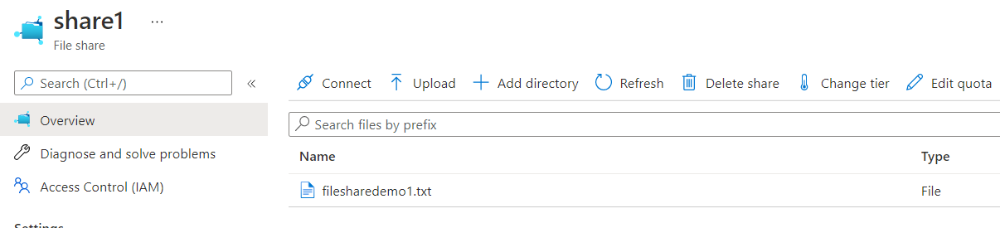 share1 ...
File share
Search (Ctrl+/) «
Connect Upload Add directory Refresh Delete share Change tier Edit quota
Overview
Diagnose and solve problems
Access Control (IAM)
Settings
Search files by prefix
Name Type
filesharedemo1.txt File